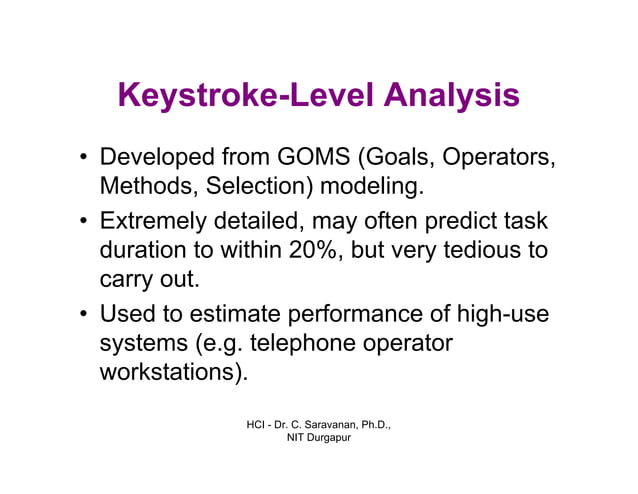 Keystroke-Level Analysis
• Developed from GOMS (Goals, Operators,
Methods, Selection) modeling.
• Extremely detailed, may often predict task
duration to within 20%, but very tedious to
carry out.
• Used to estimate performance of high-use
systems (e.g. telephone operator
workstations).
HCI - Dr. C. Saravanan, Ph.D.,
NIT Durgapur